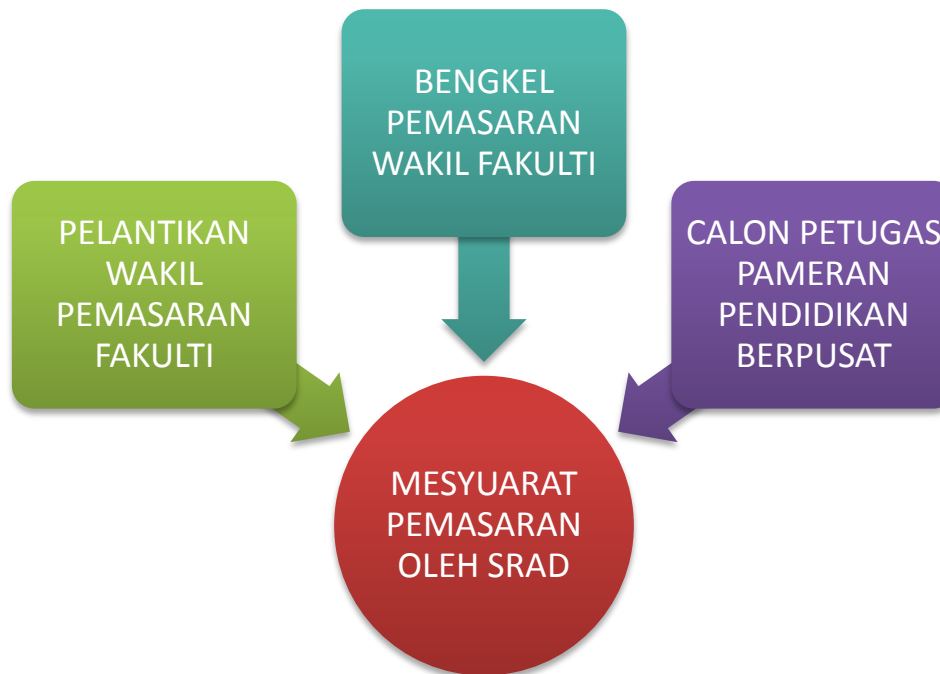 BENGKEL
PEMASARAN
WAKIL FAKULTI
PELANTIKAN
WAKIL
PEMASARAN
FAKULTI
CALON PETUGAS
PAMERAN
PENDIDIKAN
BERPUSAT
MESYUARAT
PEMASARAN
OLEH SRAD